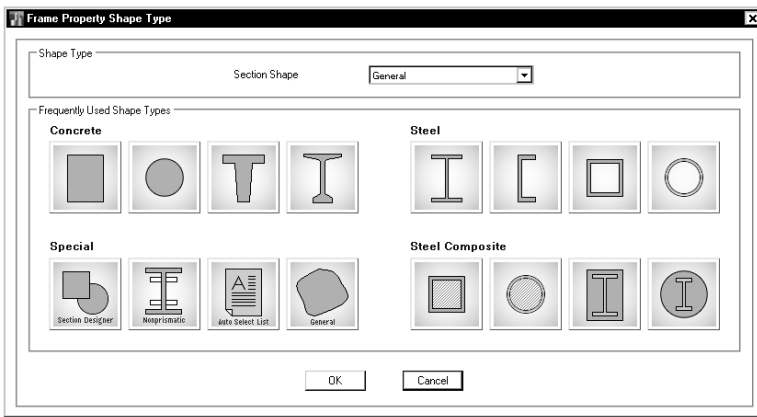 Frame Property Shape Type
Shape Type
Section Shape
General
Frequently Used Shape Types
Concrete
Steel
Special
Section Designer
Nonprismatic
Auto Select List
General
Steel Composite
OK
Cancel